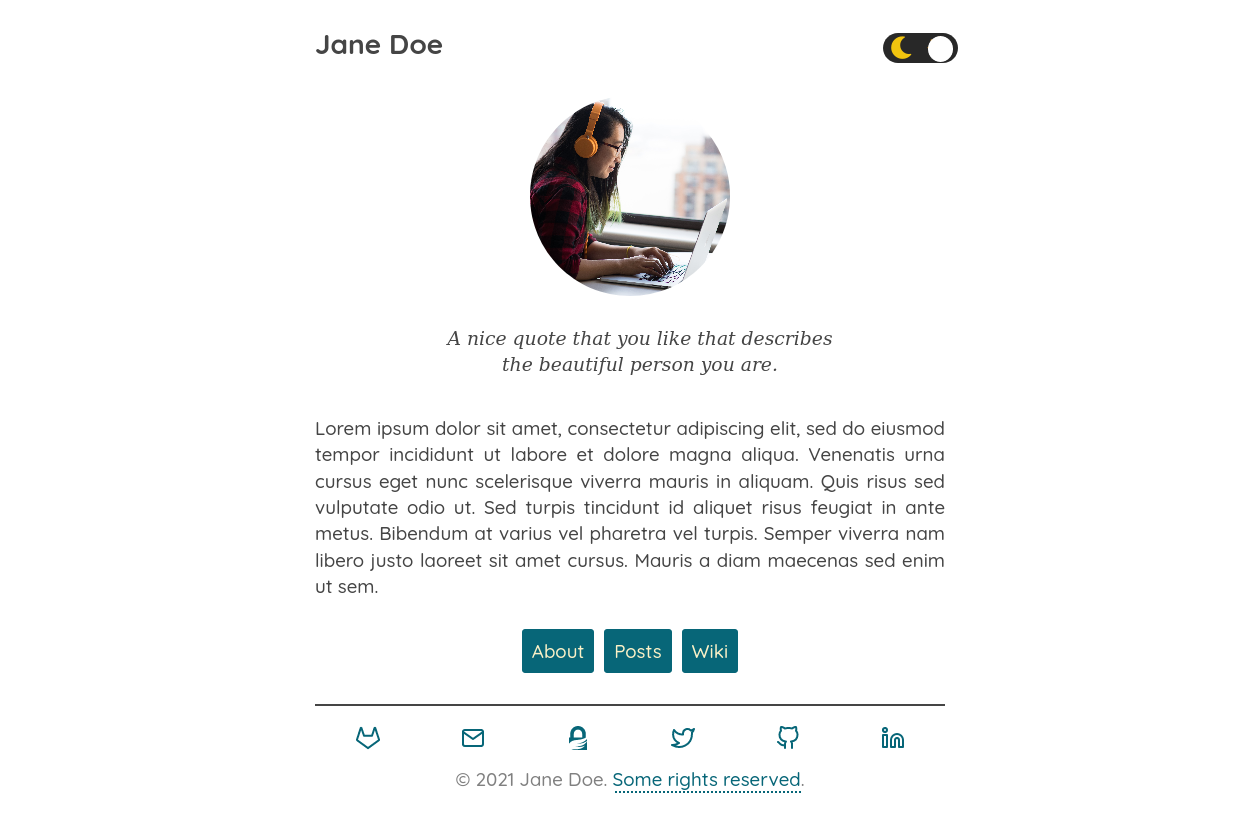 Jane Doe
A nice quote that you like that describes
the beautiful person you are.
Lorem ipsum dolor sit amet, consectetur adipiscing elit, sed do eiusmod
tempor incididunt ut labore et dolore magna aliqua. Venenatis urna
cursus eget nunc scelerisque viverra mauris in aliquam. Quis risus sed
vulputate odio ut. Sed turpis tincidunt id aliquet risus feugiat in ante
metus. Bibendum at varius vel pharetra vel turpis. Semper viverra nam
libero justo laoreet sit amet cursus. Mauris a diam maecenas sed enim
ut sem.
About Posts Wiki
© 2021 Jane Doe. Some rights reserved.